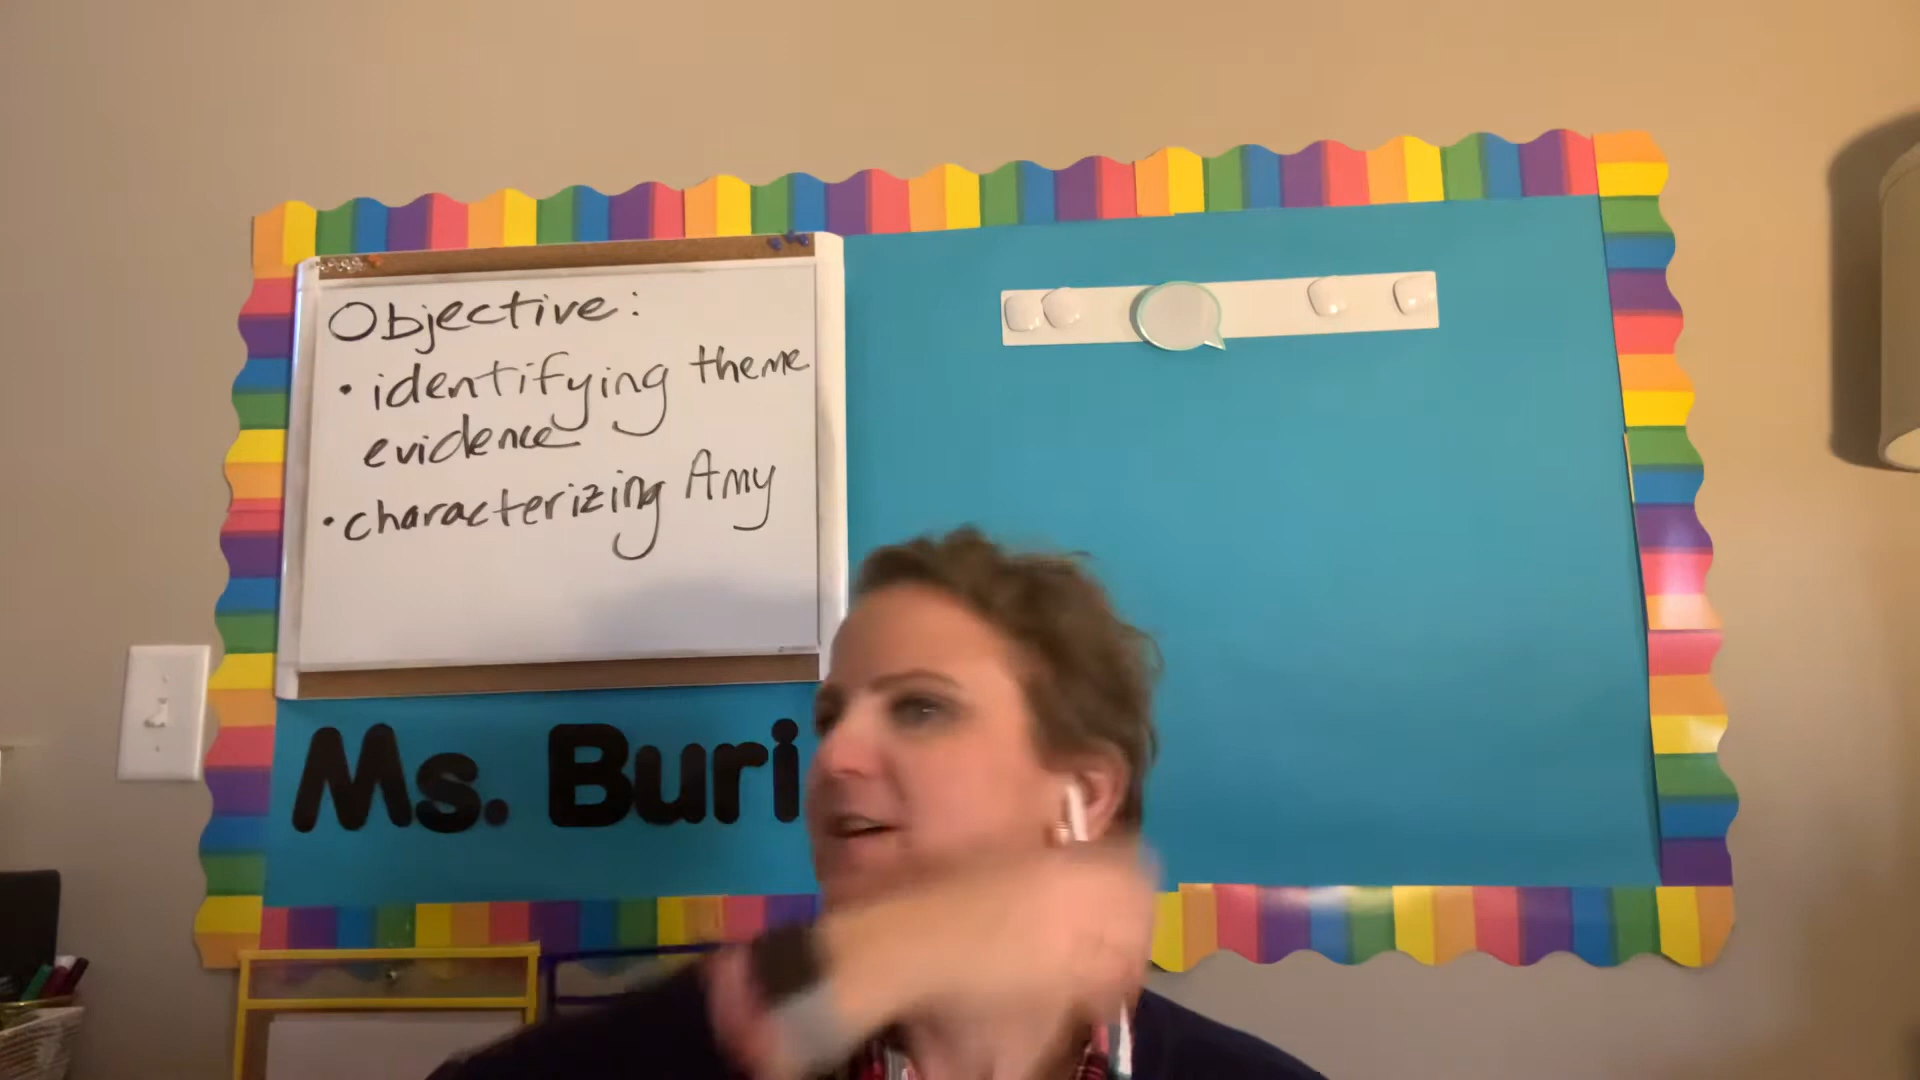 Objective:
• identifying theme
evidence
• characterizing Amy
Ms. Buri